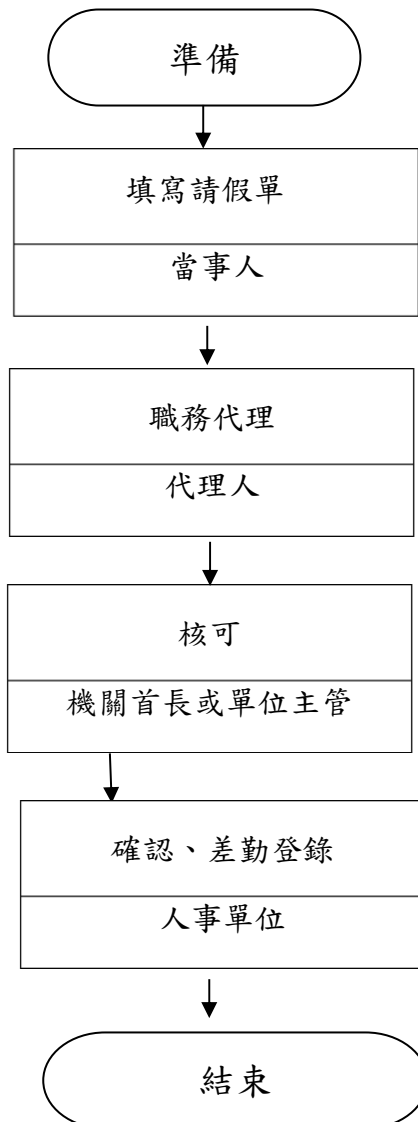 準備
填寫請假單
當事人
職務代理
代理人
核可
機關首長或單位主管
確認、差勤登錄
人事單位
結束